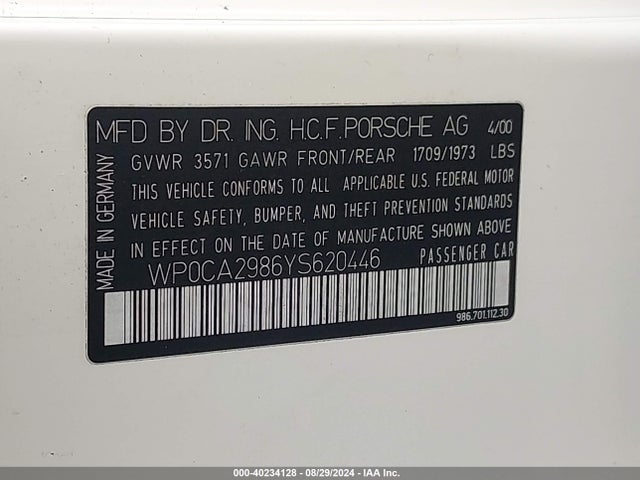 MFD BY DR. ING. H.C.F. PORSCHE AG 4/00
GVWR 3571 GAWR FRONT/REAR 1709/1973 LBS
THIS VEHICLE CONFORMS TO ALL APPLICABLE U.S. FEDERAL MOTOR
VEHICLE SAFETY, BUMPER, AND THEFT PREVENTION STANDARDS
IN EFFECT ON THE DATE OF MANUFACTURE SHOWN ABOVE
WP0CA2986YS620446 PASSENGER CAR
MADE IN GERMANY
986.701.112.30
000-40234128 - 08/29/2024 - IAA Inc.